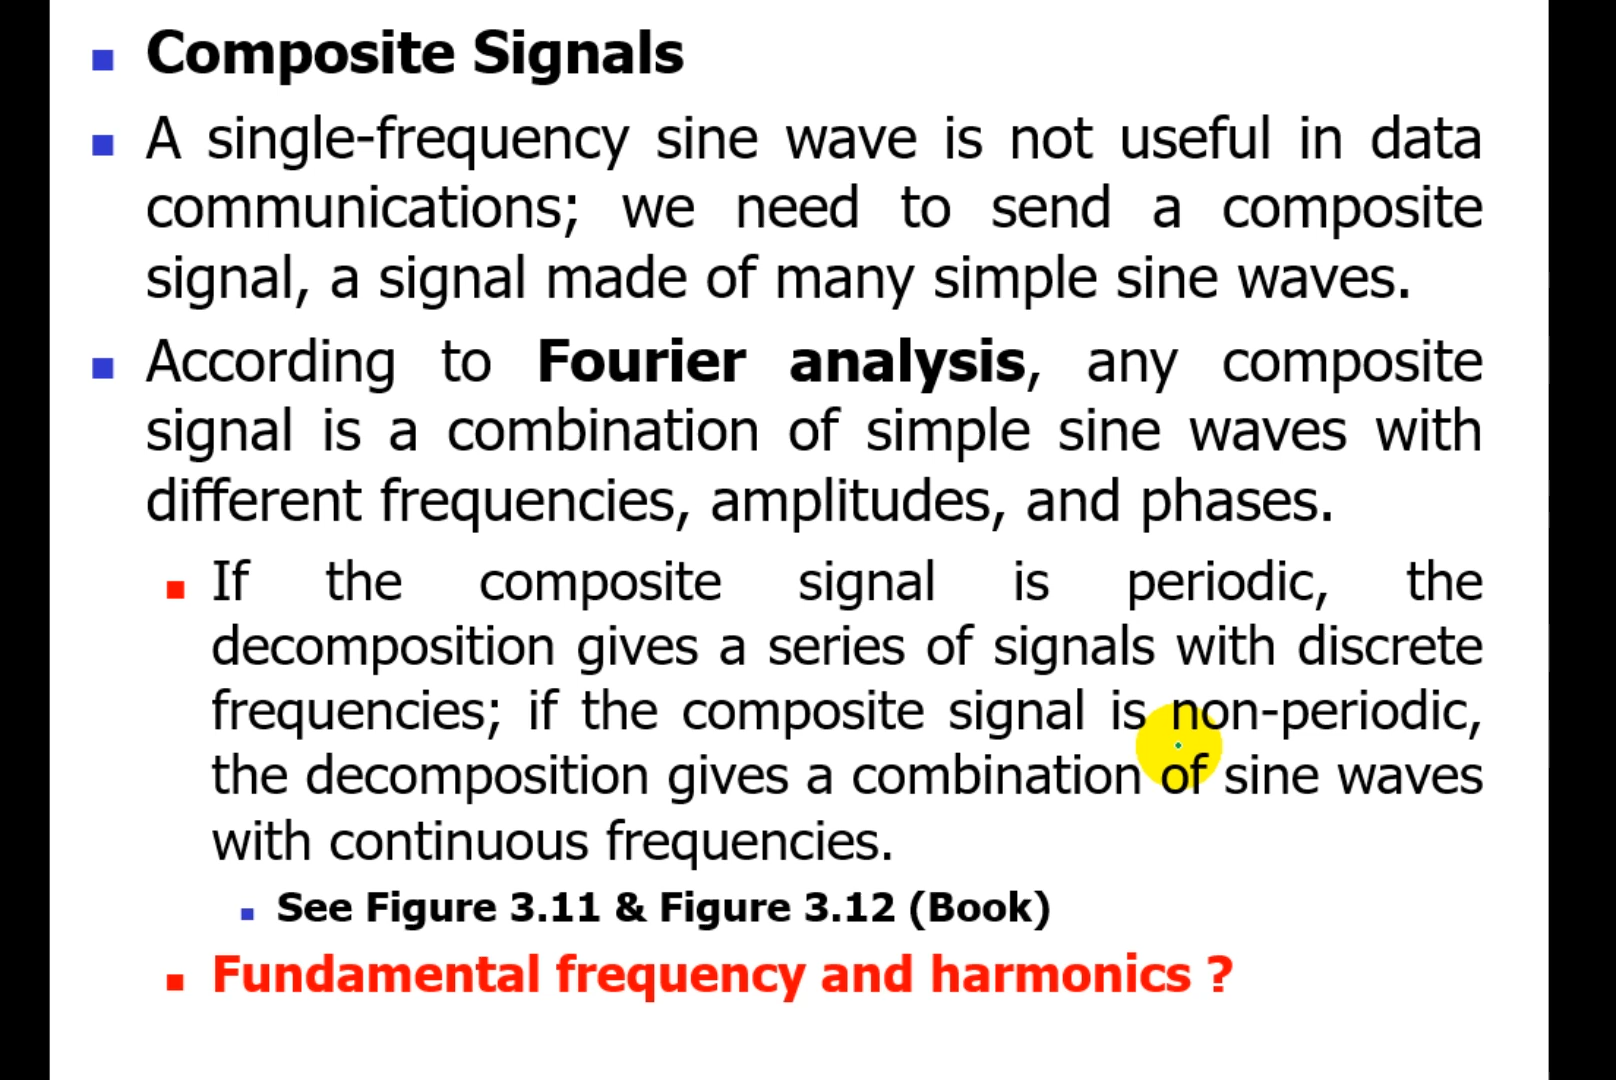 Composite Signals
A single-frequency sine wave is not useful in data
communications; we need to send a composite
signal, a signal made of many simple sine waves.
According to Fourier analysis, any composite
signal is a combination of simple sine waves with
different frequencies, amplitudes, and phases.
If the composite signal is periodic, the
decomposition gives a series of signals with discrete
frequencies; if the composite signal is non-periodic,
the decomposition gives a combination of sine waves
with continuous frequencies.
See Figure 3.11 & Figure 3.12 (Book)
Fundamental frequency and harmonics ?